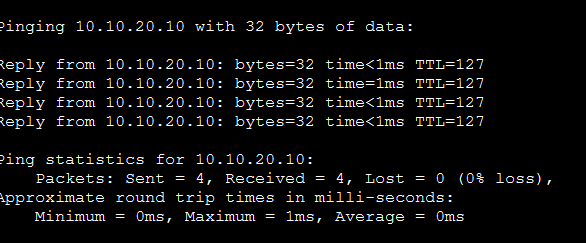 Pinging 10.10.20.10 with 32 bytes of data:
Reply from 10.10.20.10: bytes=32 time<1ms TTL=127
Reply from 10.10.20.10: bytes=32 time=1ms TTL=127
Reply from 10.10.20.10: bytes=32 time<1ms TTL=127
Reply from 10.10.20.10: bytes=32 time<1ms TTL=127
Ping statistics for 10.10.20.10:
Packets: Sent = 4, Received = 4, Lost = 0 (0% loss),
Approximate round trip times in milli-seconds:
Minimum = 0ms, Maximum = 1ms, Average = 0ms